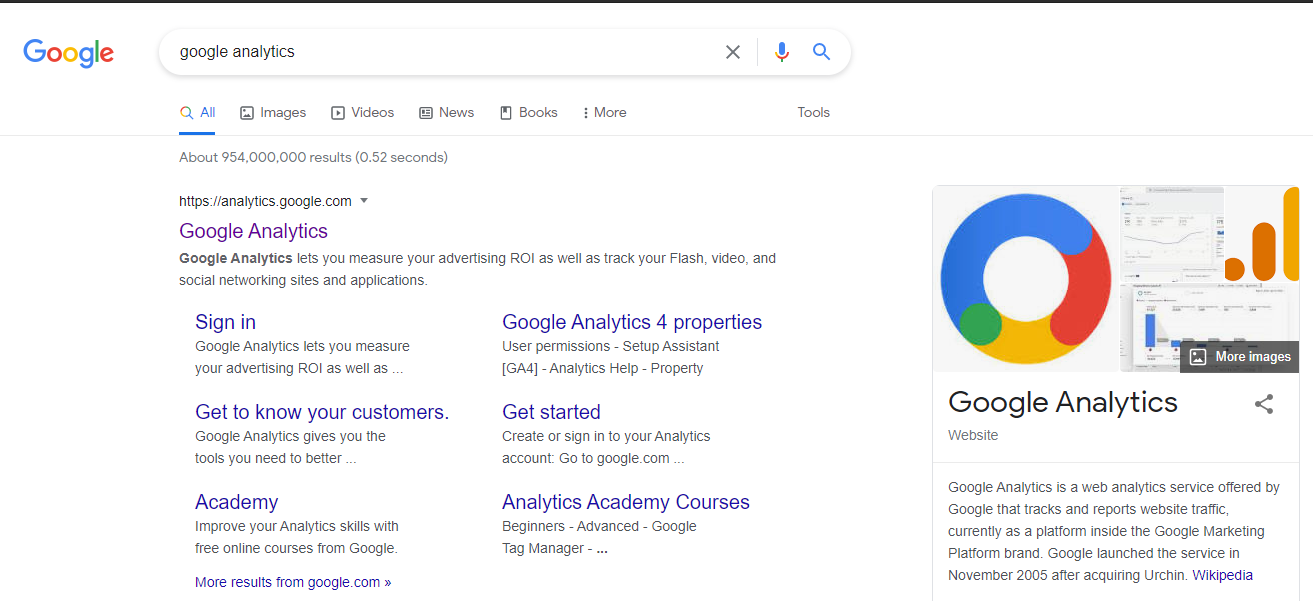 Google
google analytics
All Images Videos News Books More Tools
About 954,000,000 results (0.52 seconds)
https://analytics.google.com
Google Analytics
Google Analytics lets you measure your advertising ROI as well as track your Flash, video, and
social networking sites and applications.
Sign in
Google Analytics lets you measure
your advertising ROI as well as ...
Google Analytics 4 properties
User permissions - Setup Assistant
[GA4] - Analytics Help - Property
Get to know your customers.
Google Analytics gives you the
tools you need to better ...
Get started
Create or sign in to your Analytics
account: Go to google.com ...
Academy
Improve your Analytics skills with
free online courses from Google.
Analytics Academy Courses
Beginners - Advanced - Google
Tag Manager - ...
More results from google.com »
More images
Google Analytics
Website
Google Analytics is a web analytics service offered by
Google that tracks and reports website traffic,
currently as a platform inside the Google Marketing
Platform brand. Google launched the service in
November 2005 after acquiring Urchin. Wikipedia